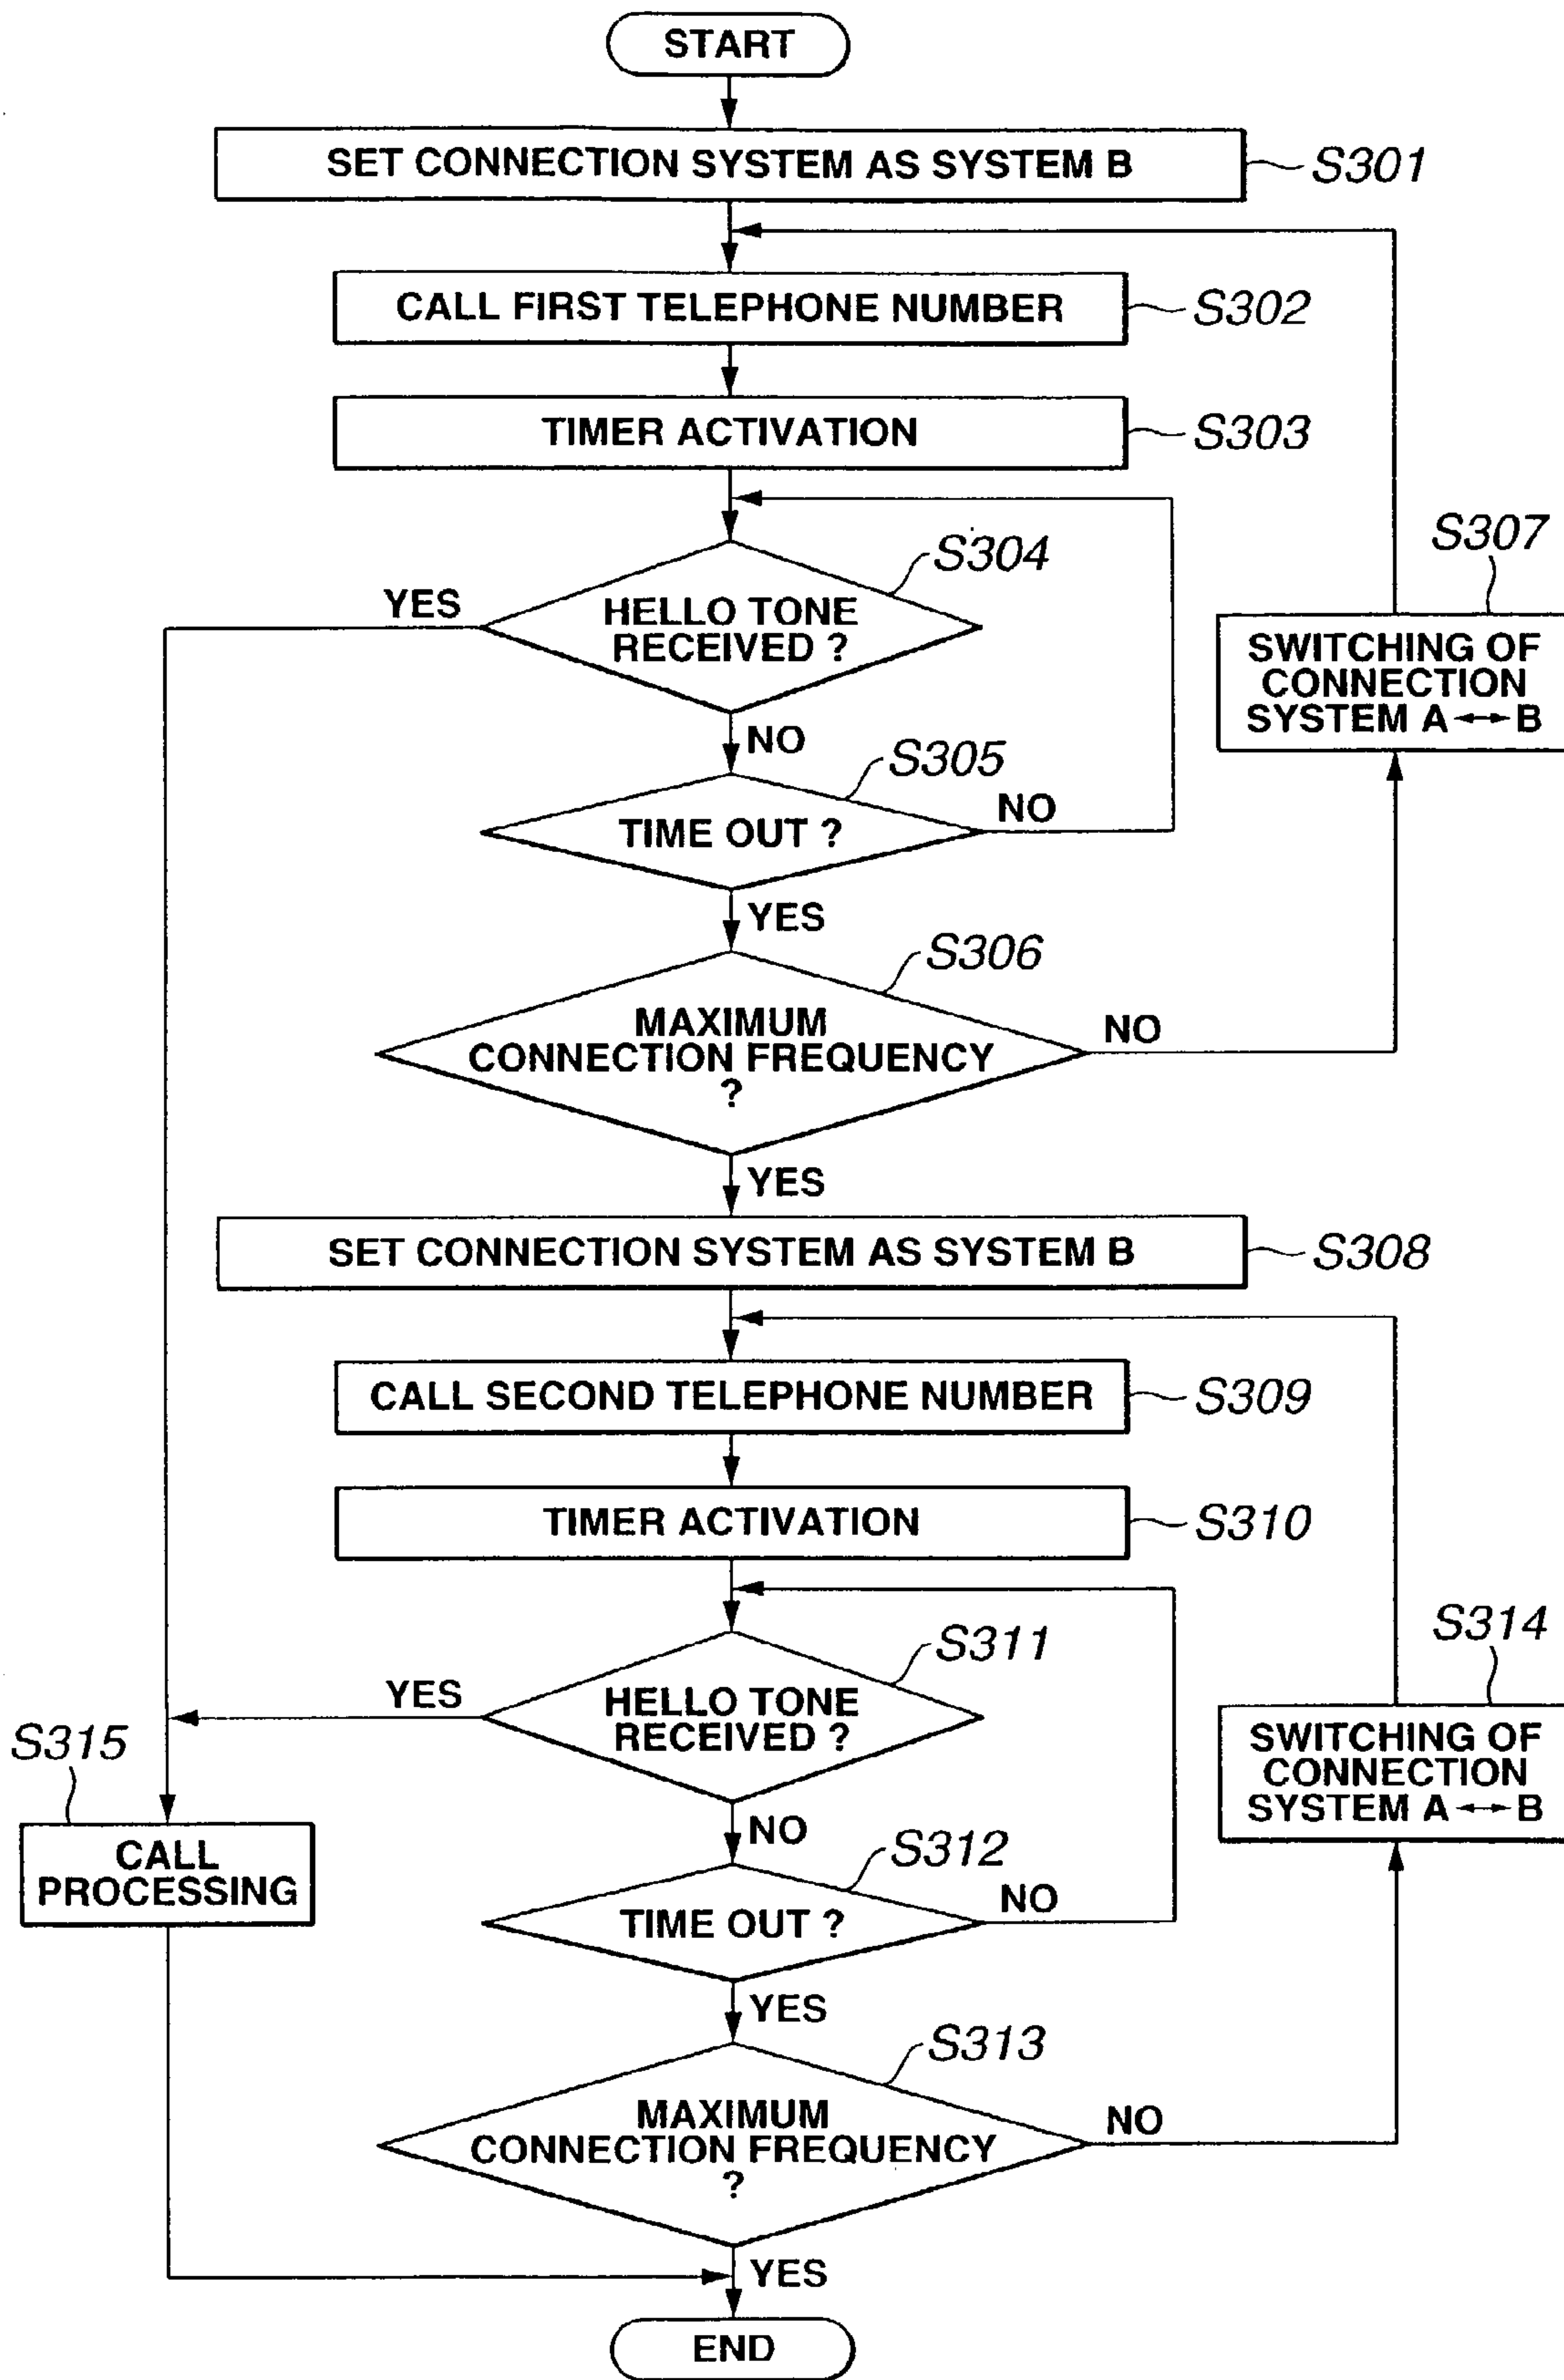 START
SET CONNECTION SYSTEM AS SYSTEM B
S301
CALL FIRST TELEPHONE NUMBER
S302
TIMER ACTIVATION
S303
S304
HELLO TONE
RECEIVED ?
YES
NO
S307
SWITCHING OF
CONNECTION
SYSTEM A↔B
S305
TIME OUT ?
NO
YES
S306
MAXIMUM
CONNECTION FREQUENCY
?
NO
YES
SET CONNECTION SYSTEM AS SYSTEM B
S308
CALL SECOND TELEPHONE NUMBER
S309
TIMER ACTIVATION
S310
S311
HELLO TONE
RECEIVED ?
YES
NO
S314
SWITCHING OF
CONNECTION
SYSTEM A↔B
S315
CALL
PROCESSING
S312
TIME OUT ?
NO
YES
S313
MAXIMUM
CONNECTION FREQUENCY
?
NO
YES
END